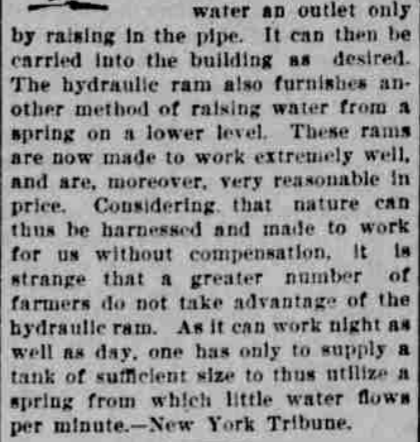 water an outlet only
by raising in the pipe. It can then be
carried into the building as desired.
The hydraulic ram also furnishes an-
other method of raising water from a
spring on a lower level. These rams
are now made to work extremely well,
and are, moreover, very reasonable in
price. Considering that nature can
thus be harnessed and made to work
for us without compensation, it is
strange that a greater number of
farmers do not take advantage of the
hydraulic ram. As it can work night as
well as day, one has only to supply a
tank of sufficient size to thus utilize a
spring from which little water flows
per minute.—New York Tribune.